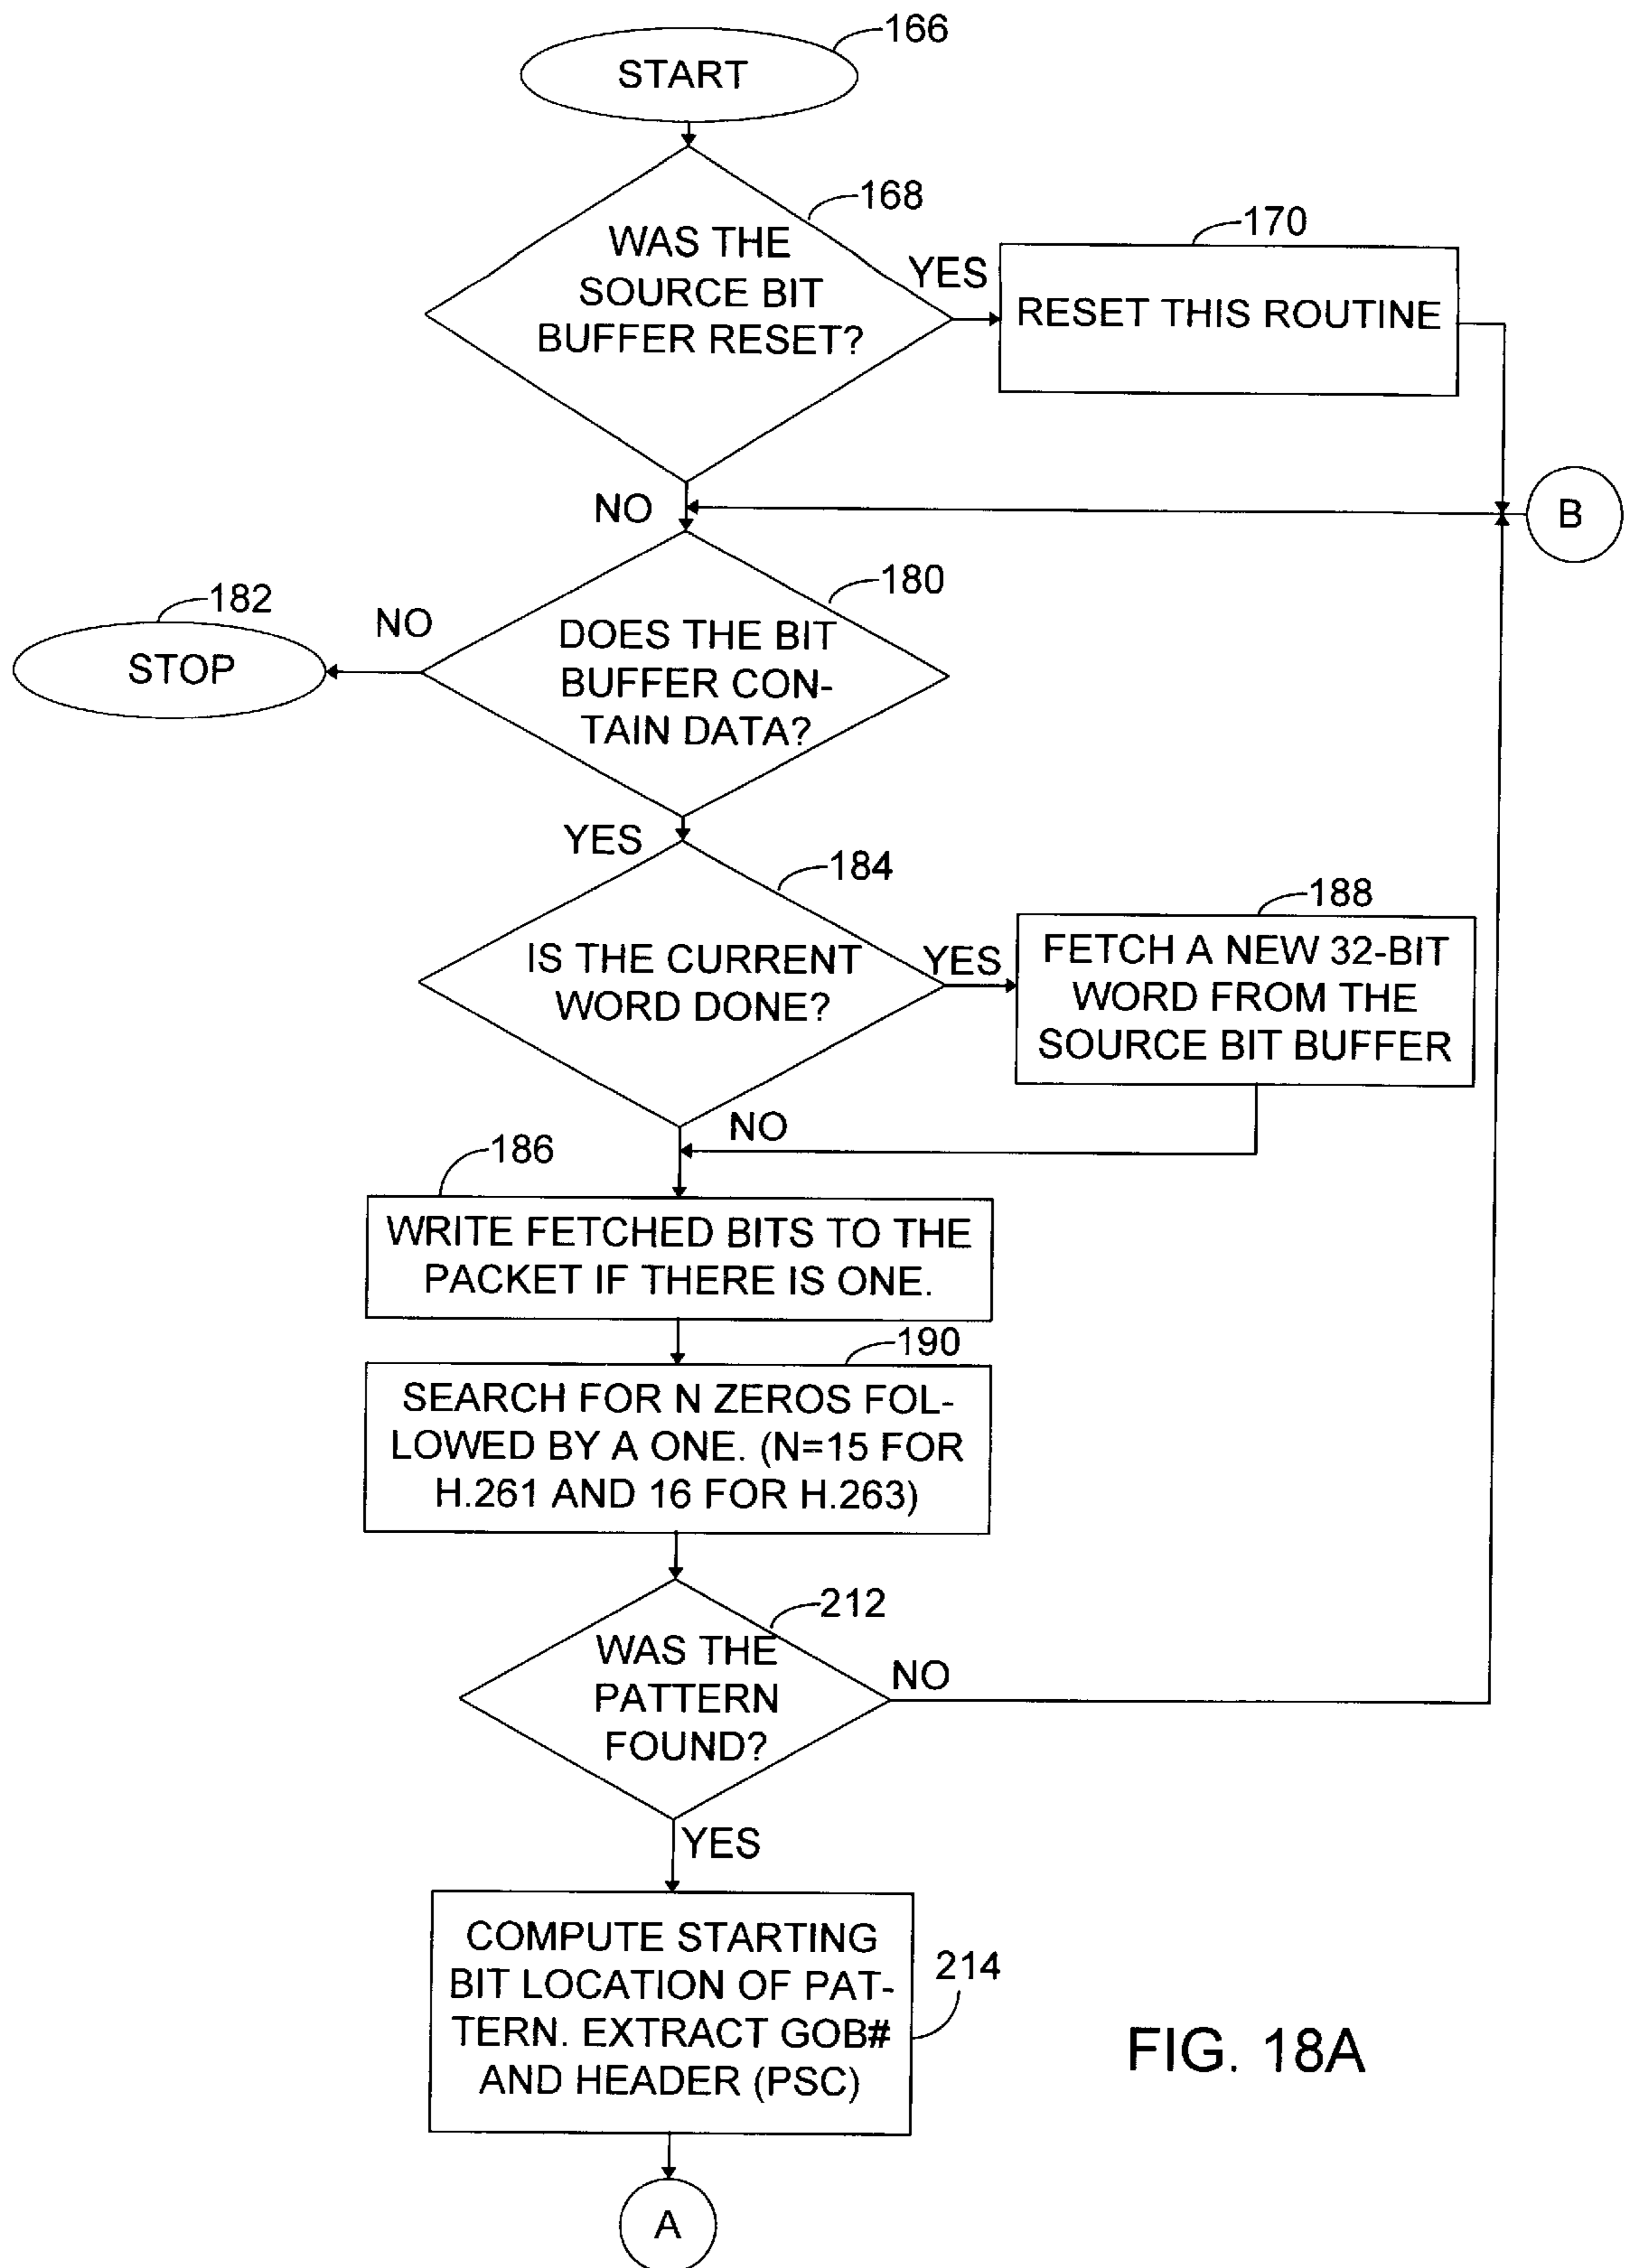 166
START
168
WAS THE
SOURCE BIT
BUFFER RESET?
YES
170
RESET THIS ROUTINE
NO
B
180
DOES THE BIT
BUFFER CON-
TAIN DATA?
NO
182
STOP
YES
184
IS THE CURRENT
WORD DONE?
YES
188
FETCH A NEW 32-BIT
WORD FROM THE
SOURCE BIT BUFFER
NO
186
WRITE FETCHED BITS TO THE
PACKET IF THERE IS ONE.
190
SEARCH FOR N ZEROS FOL-
LOWED BY A ONE. (N=15 FOR
H.261 AND 16 FOR H.263)
212
WAS THE
PATTERN
FOUND?
NO
YES
COMPUTE STARTING
BIT LOCATION OF PAT-
TERN. EXTRACT GOB#
AND HEADER (PSC)
214
A
FIG. 18A